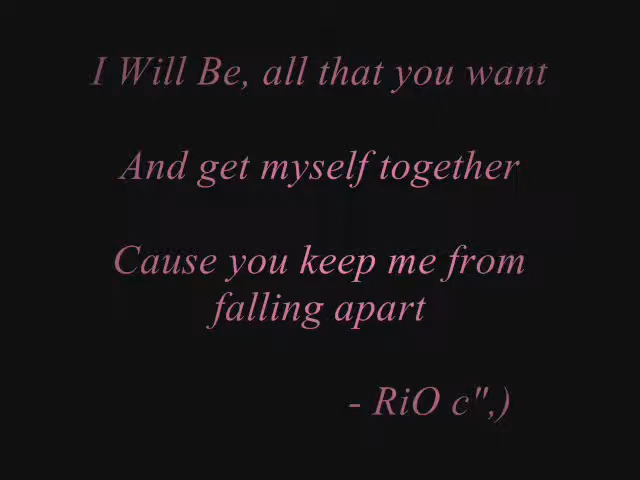 I Will Be, all that you want
And get myself together
Cause you keep me from
falling apart
- RiO c",)